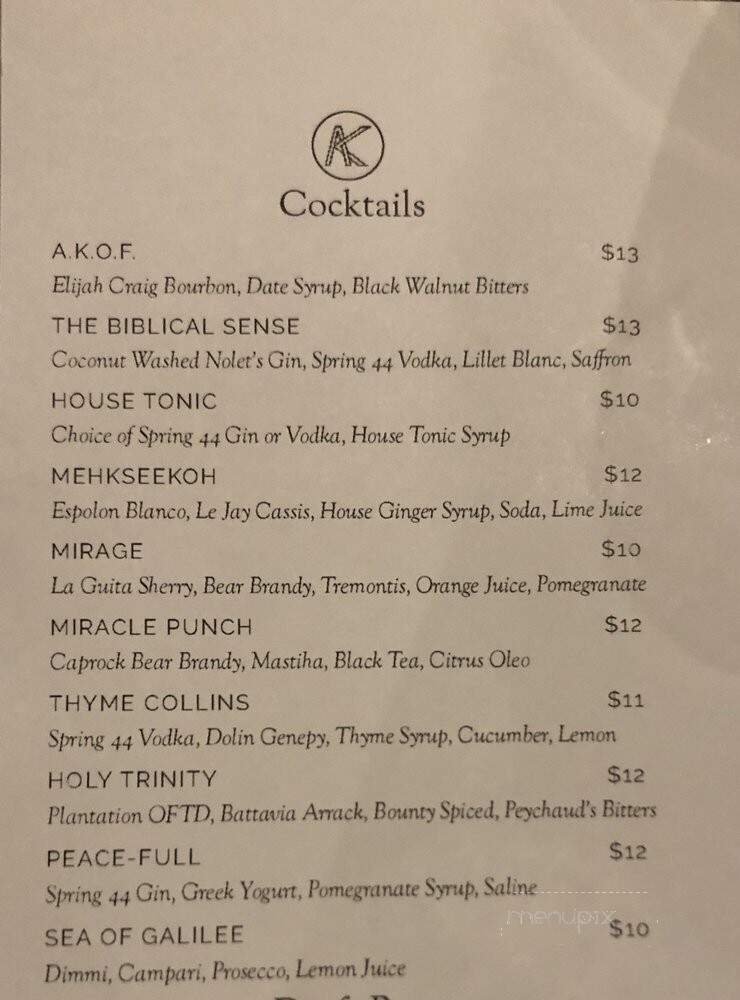 AK
Cocktails
A.K.O.F. $13
Elijah Craig Bourbon, Date Syrup, Black Walnut Bitters
THE BIBLICAL SENSE $13
Coconut Washed Nolet's Gin, Spring 44 Vodka, Lillet Blanc, Saffron
HOUSE TONIC $10
Choice of Spring 44 Gin or Vodka, House Tonic Syrup
MEHKSEEKOH $12
Espolon Blanco, Le Jay Cassis, House Ginger Syrup, Soda, Lime Juice
MIRAGE $10
La Guita Sherry, Bear Brandy, Tremontis, Orange Juice, Pomegranate
MIRACLE PUNCH $12
Caprock Bear Brandy, Mastiha, Black Tea, Citrus Oleo
THYME COLLINS $11
Spring 44 Vodka, Dolin Genepy, Thyme Syrup, Cucumber, Lemon
HOLY TRINITY $12
Plantation OFTD, Battavia Arrack, Bounty Spiced, Peychaud's Bitters
PEACE-FULL $12
Spring 44 Gin, Greek Yogurt, Pomegranate Syrup, Saline
menupix
SEA OF GALILEE $10
Dimmi, Campari, Prosecco, Lemon Juice